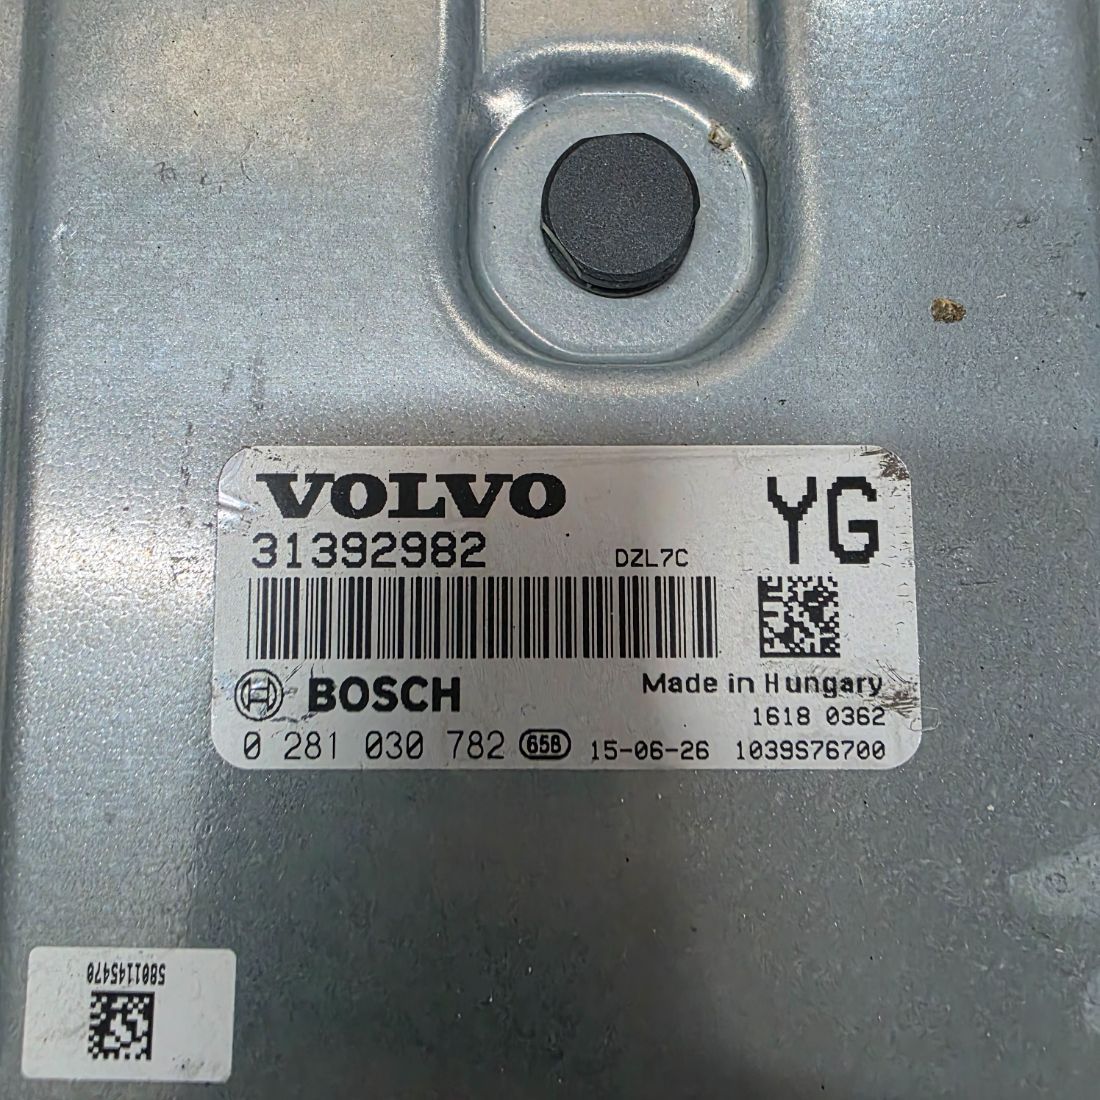 VOLVO
YG
31392982
DZL7C
BOSCH
Made in Hungary
1618 0362
0 281 030 782 658 15-06-26 1039S76700
5801145470